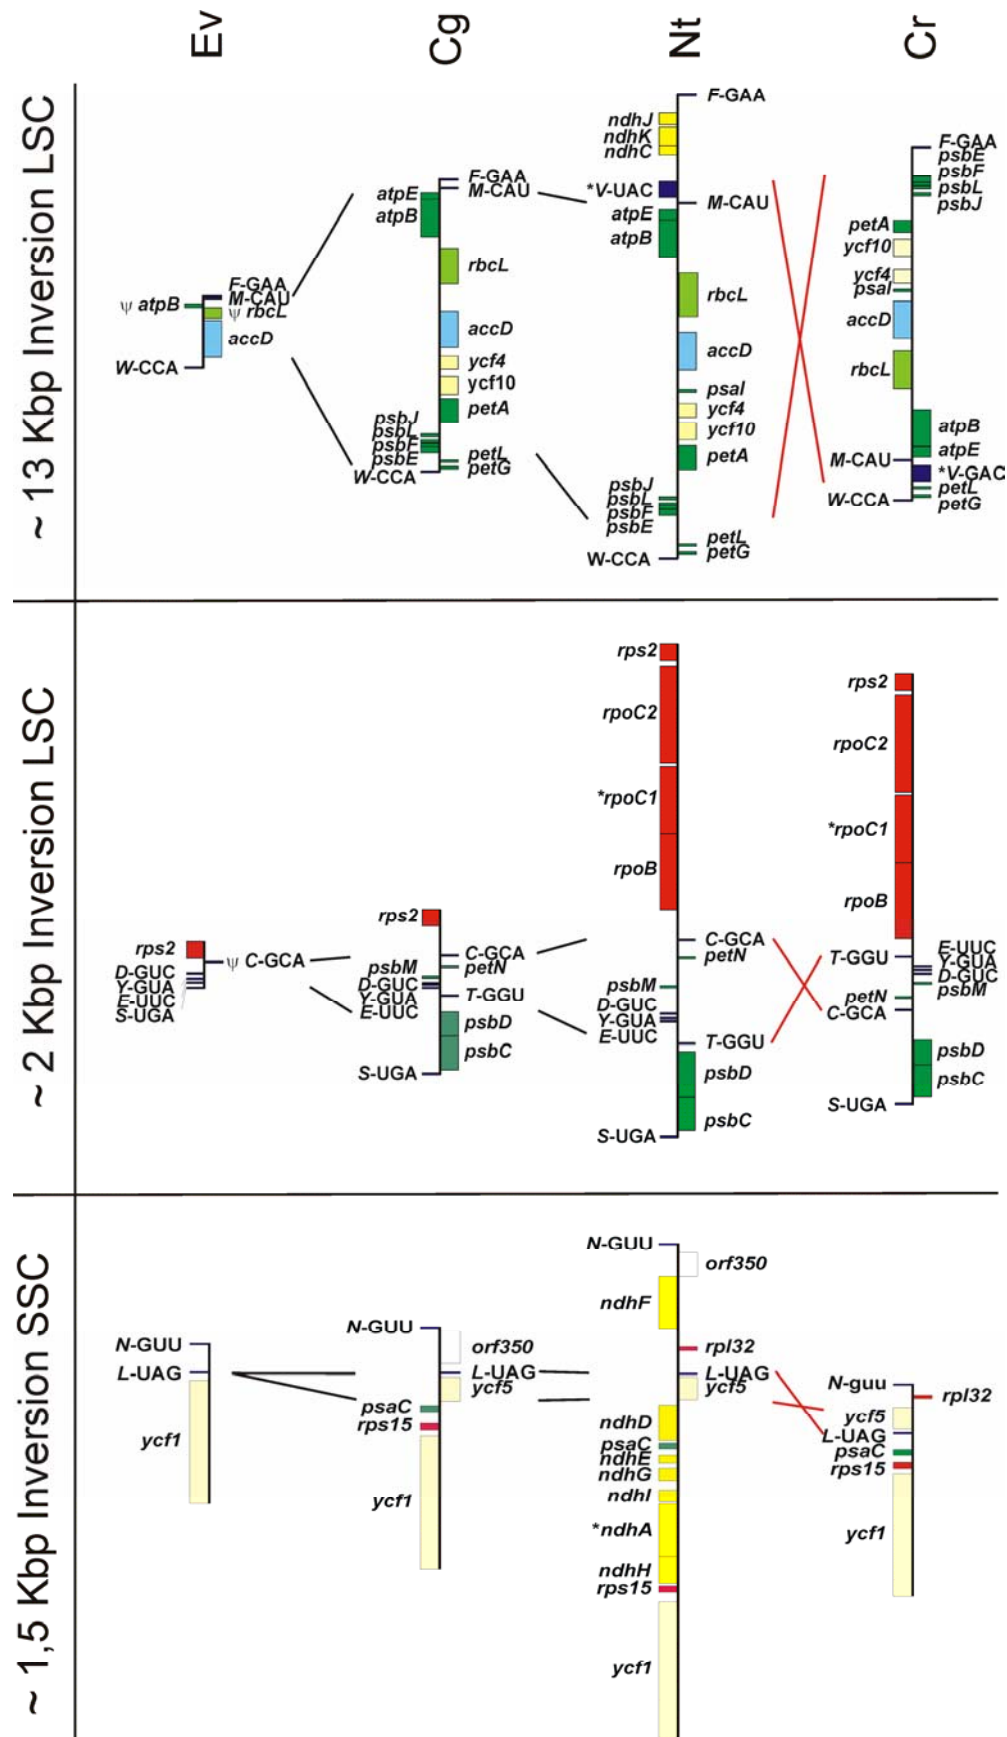 Ev
Cg
Nt
Cr
~ 13 Kbp Inversion LSC
F-GAA
M-CAU
ψ atpB
ψ rbcL
accD
W-CCA
F-GAA
M-CAU
atpE
atpB
rbcL
accD
ycf4
ycf10
petA
psbJ
psbL
psbF
psbE
petL
petG
W-CCA
F-GAA
ndhJ
ndhK
ndhC
*V-UAC
M-CAU
atpE
atpB
rbcL
accD
psaI
ycf4
ycf10
petA
psbJ
psbL
psbF
psbE
petL
petG
W-CCA
F-GAA
psbE
psbF
psbL
psbJ
petA
ycf10
ycf4
psaI
accD
rbcL
atpB
atpE
M-CAU
*V-GAC
petL
petG
W-CCA
~ 2 Kbp Inversion LSC
rps2
ψ C-GCA
D-GUC
Y-GUA
E-UUC
S-UGA
rps2
C-GCA
petN
psbM
D-GUC
Y-GUA
E-UUC
T-GGU
psbD
psbC
S-UGA
rps2
rpoC2
*rpoC1
rpoB
C-GCA
petN
psbM
D-GUC
Y-GUA
E-UUC
T-GGU
psbD
psbC
S-UGA
rps2
rpoC2
*rpoC1
rpoB
T-GGU
E-UUC
Y-GUA
D-GUC
psbM
petN
C-GCA
psbD
psbC
S-UGA
~ 1,5 Kbp Inversion SSC
N-GUU
L-UAG
ycf1
N-GUU
orf350
L-UAG
ycf5
psaC
rps15
ycf1
N-GUU
orf350
ndhF
rpl32
L-UAG
ycf5
ndhD
psaC
ndhE
ndhG
ndhI
*ndhA
ndhH
rps15
ycf1
N-guu
rpl32
ycf5
L-UAG
psaC
rps15
ycf1